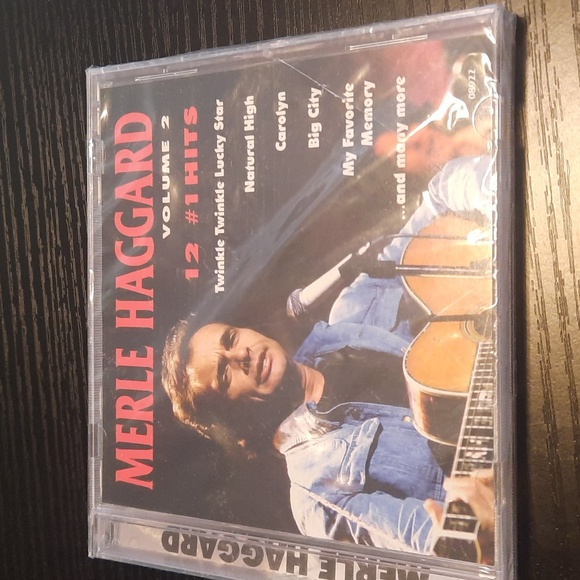 MERLE HAGGARD
VOLUME 2
12 #1 HITS
Twinkle Twinkle Lucky Star
Natural High
Carolyn
Big City
My Favorite
Memory
...and many more
08922
MERLE HAGGARD